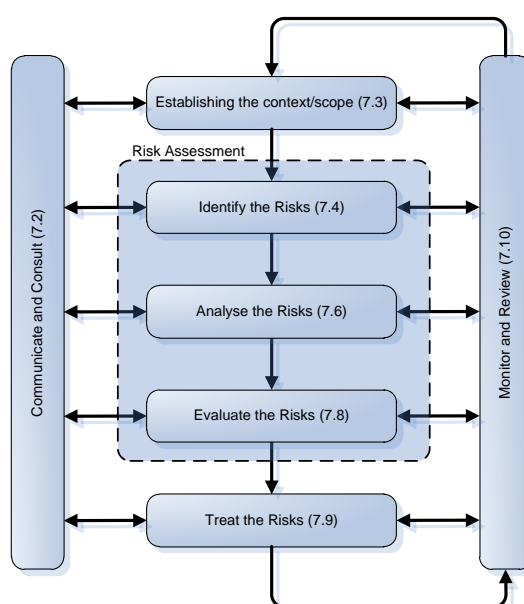 Establishing the context/scope (7.3)
Risk Assessment
Identify the Risks (7.4)
Analyse the Risks (7.6)
Evaluate the Risks (7.8)
Treat the Risks (7.9)
Communicate and Consult (7.2)
Monitor and Review (7.10)